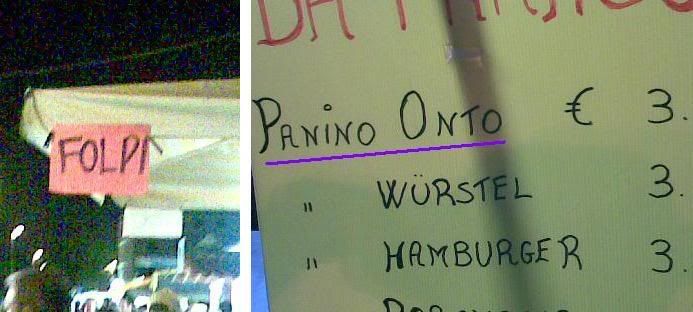 FOLPI
PANINO ONTO € 3.
" WÜRSTEL 3.
" HAMBURGER 3.